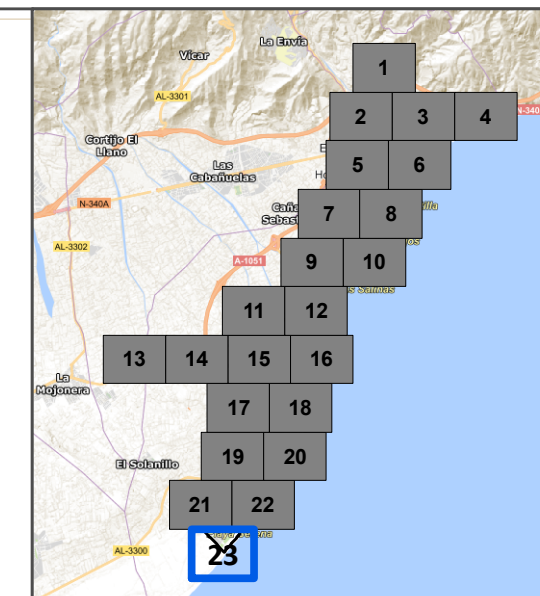 La Envía
Vícar
1
AL-3301
2 3 4
N-340
Cortijo El
Llano
5 6
Las
Cabañuelas
N-340A
7 8
AL-3302
A-1051
9 10
s Salinas
11 12
13 14 15 16
La
Mojonera
17 18
El Solanillo
19 20
21 22
AL-3300
23